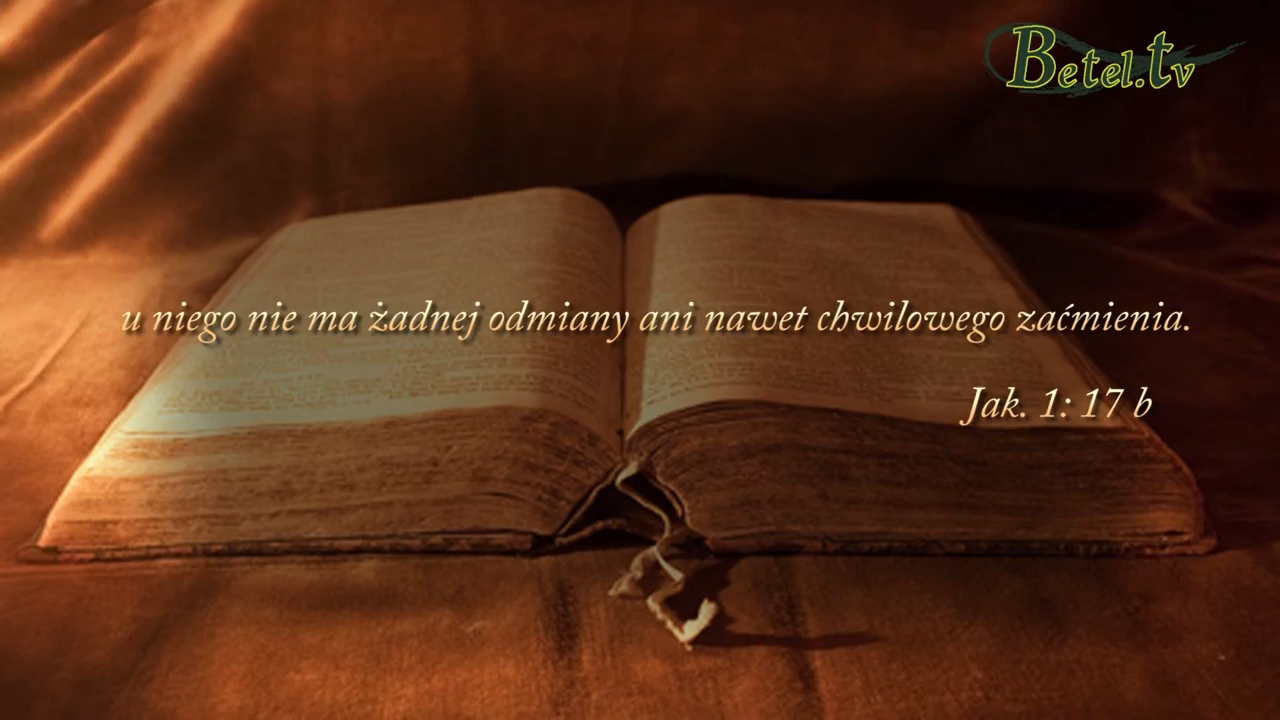 Betel.tv
u niego nie ma żadnej odmiany ani nawet chwilowego zaćmienia.
Jak. 1: 17 b